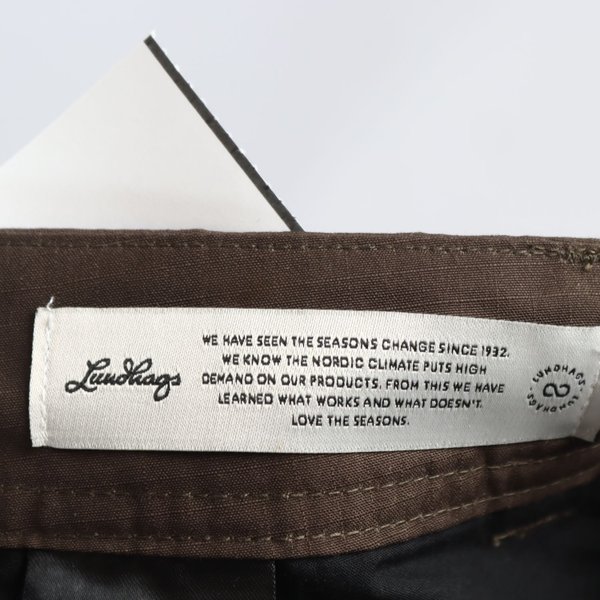 Lundhags
WE HAVE SEEN THE SEASONS CHANGE SINCE 1932.
WE KNOW THE NORDIC CLIMATE PUTS HIGH
DEMAND ON OUR PRODUCTS. FROM THIS WE HAVE
LEARNED WHAT WORKS AND WHAT DOESN'T.
LOVE THE SEASONS.
LUNDHAGS · LUNDHAGS ·